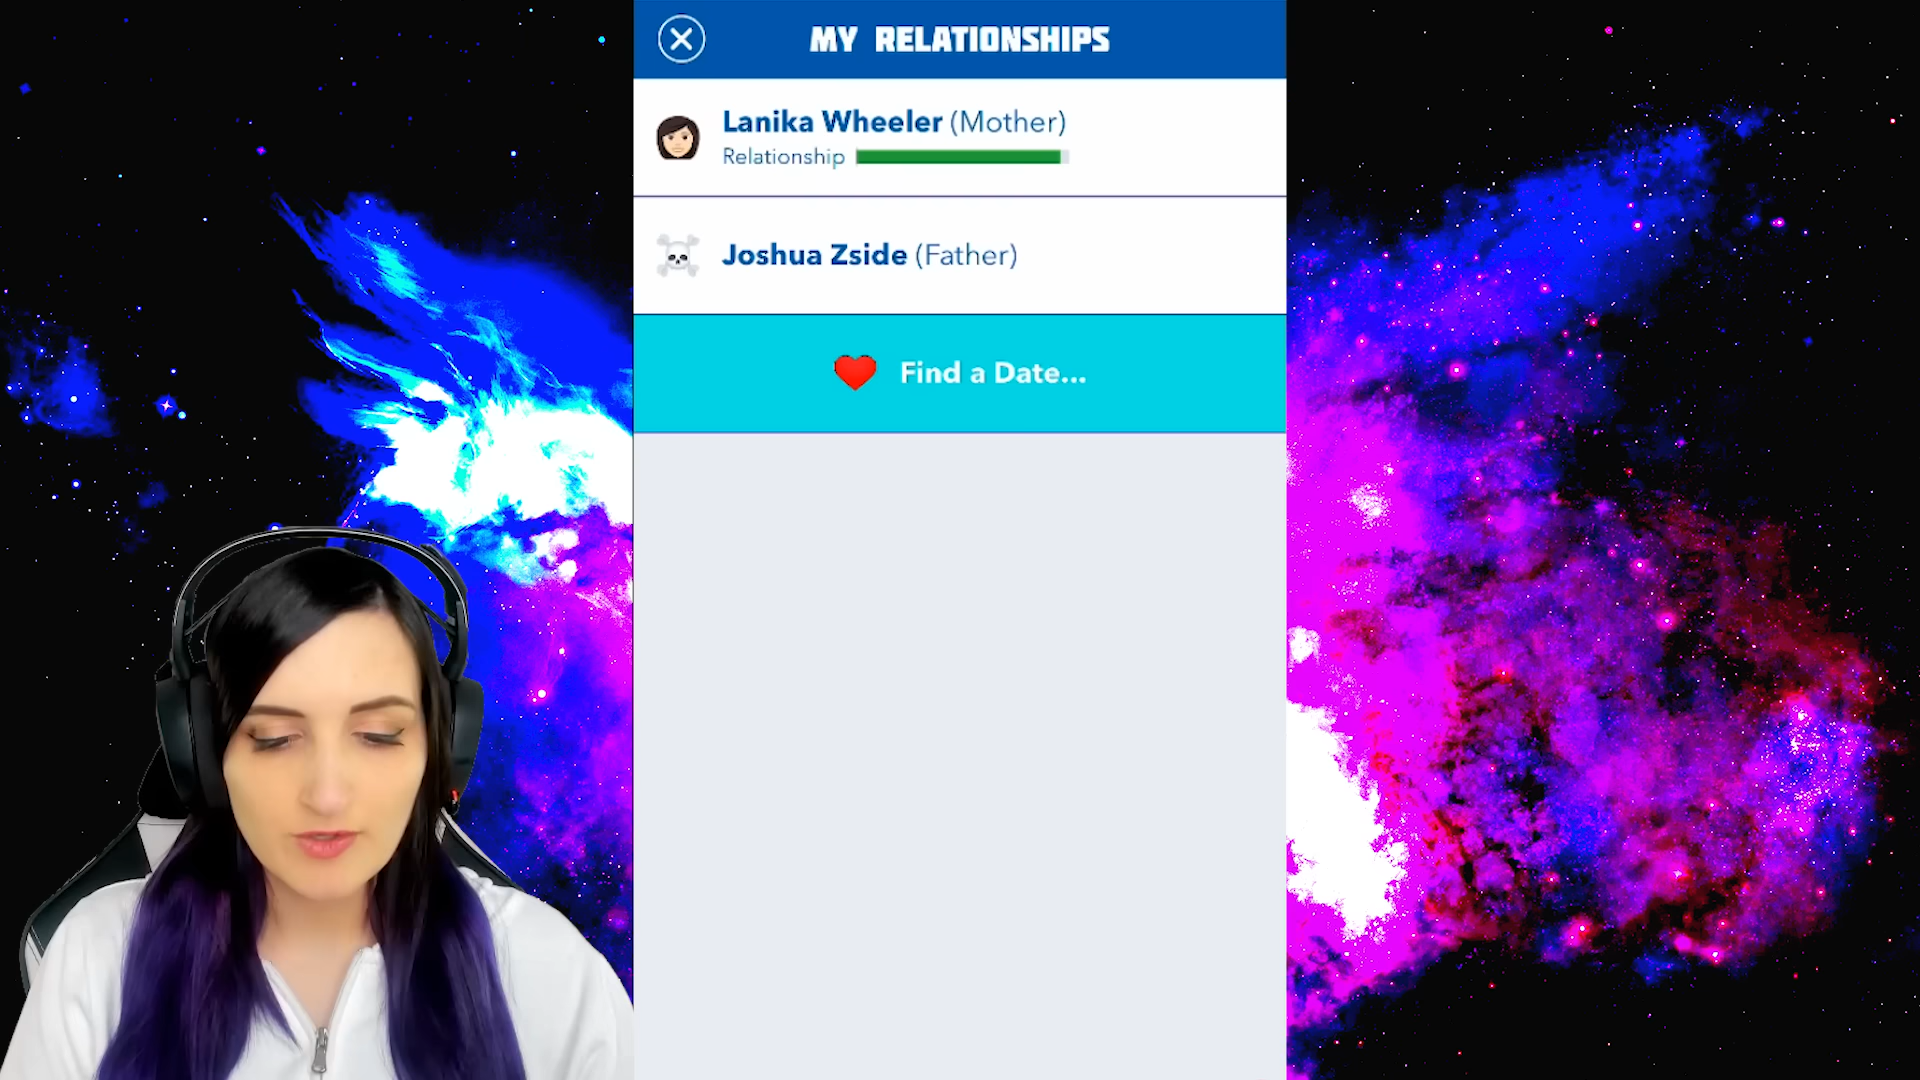 MY RELATIONSHIPS
Lanika Wheeler (Mother)
Relationship
Joshua Zside (Father)
Find a Date...